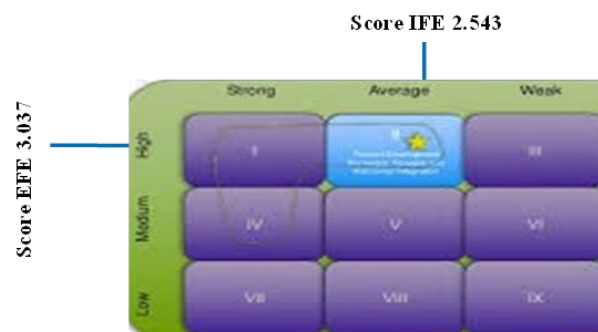 Score IFE 2.543
Strong Average Weak
Score EFE 3.037
High
I
II
III
Medium
IV
V
VI
Low
VII
VIII
IX